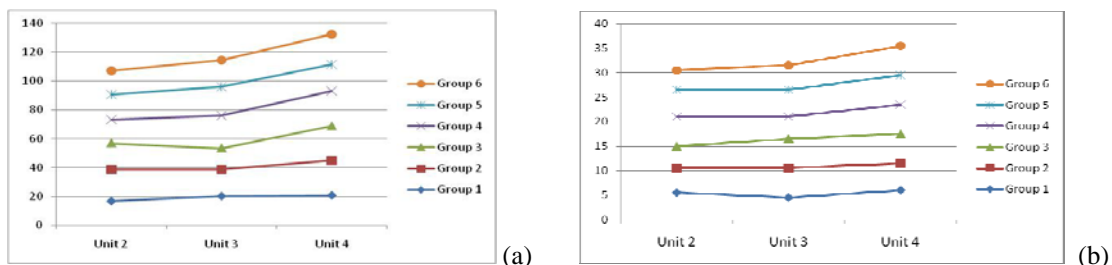 140
120
100
80
60
40
20
0
Unit 2 Unit 3 Unit 4
Group 6
Group 5
Group 4
Group 3
Group 2
Group 1
(a)
40
35
30
25
20
15
10
5
0
Unit 2 Unit 3 Unit 4
Group 6
Group 5
Group 4
Group 3
Group 2
Group 1
(b)